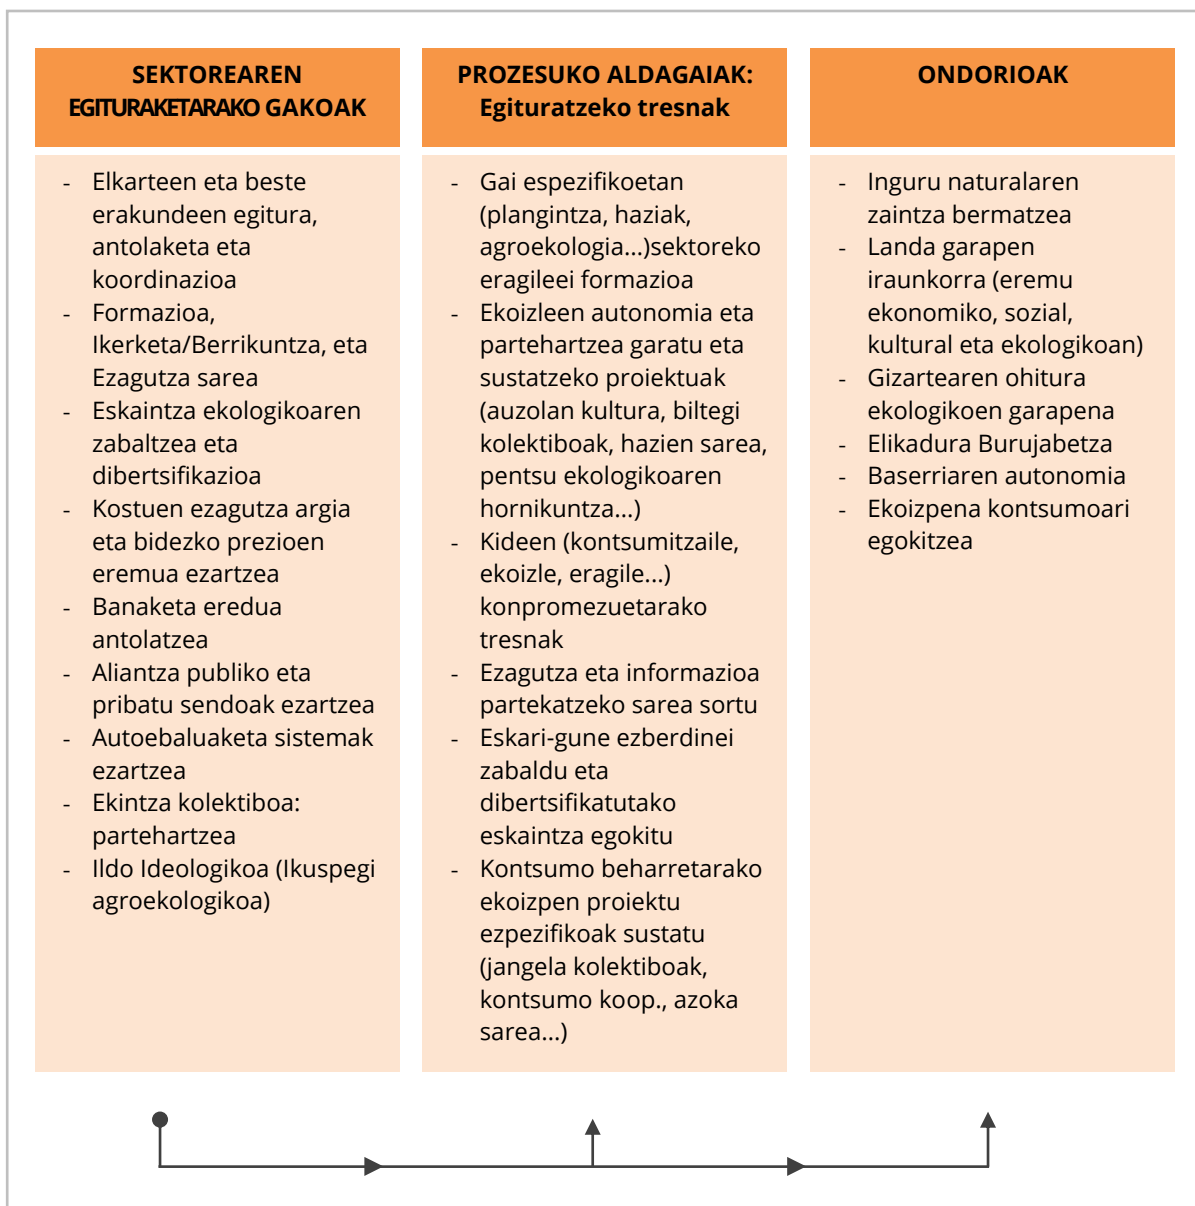 SEKTOREAREN
EGITURAKETARAKO GAKOAK
- Elkarteen eta beste
erakundeen egitura,
antolaketa eta
koordinazioa
- Formazioa,
Ikerketa/Berrikuntza, eta
Ezagutza sarea
- Eskaintza ekologikoaren
zabaltzea eta
dibertsifikazioa
- Kostuen ezagutza argia
eta bidezko prezioen
eremua ezartzea
- Banaketa eredua
antolatzea
- Aliantza publiko eta
pribatu sendoak ezartzea
- Autoebaluaketa sistemak
ezartzea
- Ekintza kolektiboa:
partehartzea
- Ildo Ideologikoa (Ikuspegi
agroekologikoa)
PROZESUKO ALDAGAIAK:
Egituratzeko tresnak
- Gai espezifikoetan
(plangintza, haziak,
agroekologia...)sektoreko
eragileei formazioa
- Ekoizleen autonomia eta
partehartzea garatu eta
sustatzeko proiektuak
(auzolan kultura, biltegi
kolektiboak, hazien sarea,
pentsu ekologikoaren
hornikuntza...)
- Kideen (kontsumitzaile,
ekoizle, eragile...)
konpromezuetarako
tresnak
- Ezagutza eta informazioa
partekatzeko sarea sortu
- Eskari-gune ezberdinei
zabaldu eta
dibertsifikatutako
eskaintza egokitu
- Kontsumo beharretarako
ekoizpen proiektu
ezpezifikoak sustatu
(jangela kolektiboak,
kontsumo koop., azoka
sarea...)
ONDORIOAK
- Inguru naturalaren
zaintza bermatzea
- Landa garapen
iraunkorra (eremu
ekonomiko, sozial,
kultural eta ekologikoan)
- Gizartearen ohitura
ekologikoen garapena
- Elikadura Burujabetza
- Baserriaren autonomia
- Ekoizpena kontsumoari
egokitzea